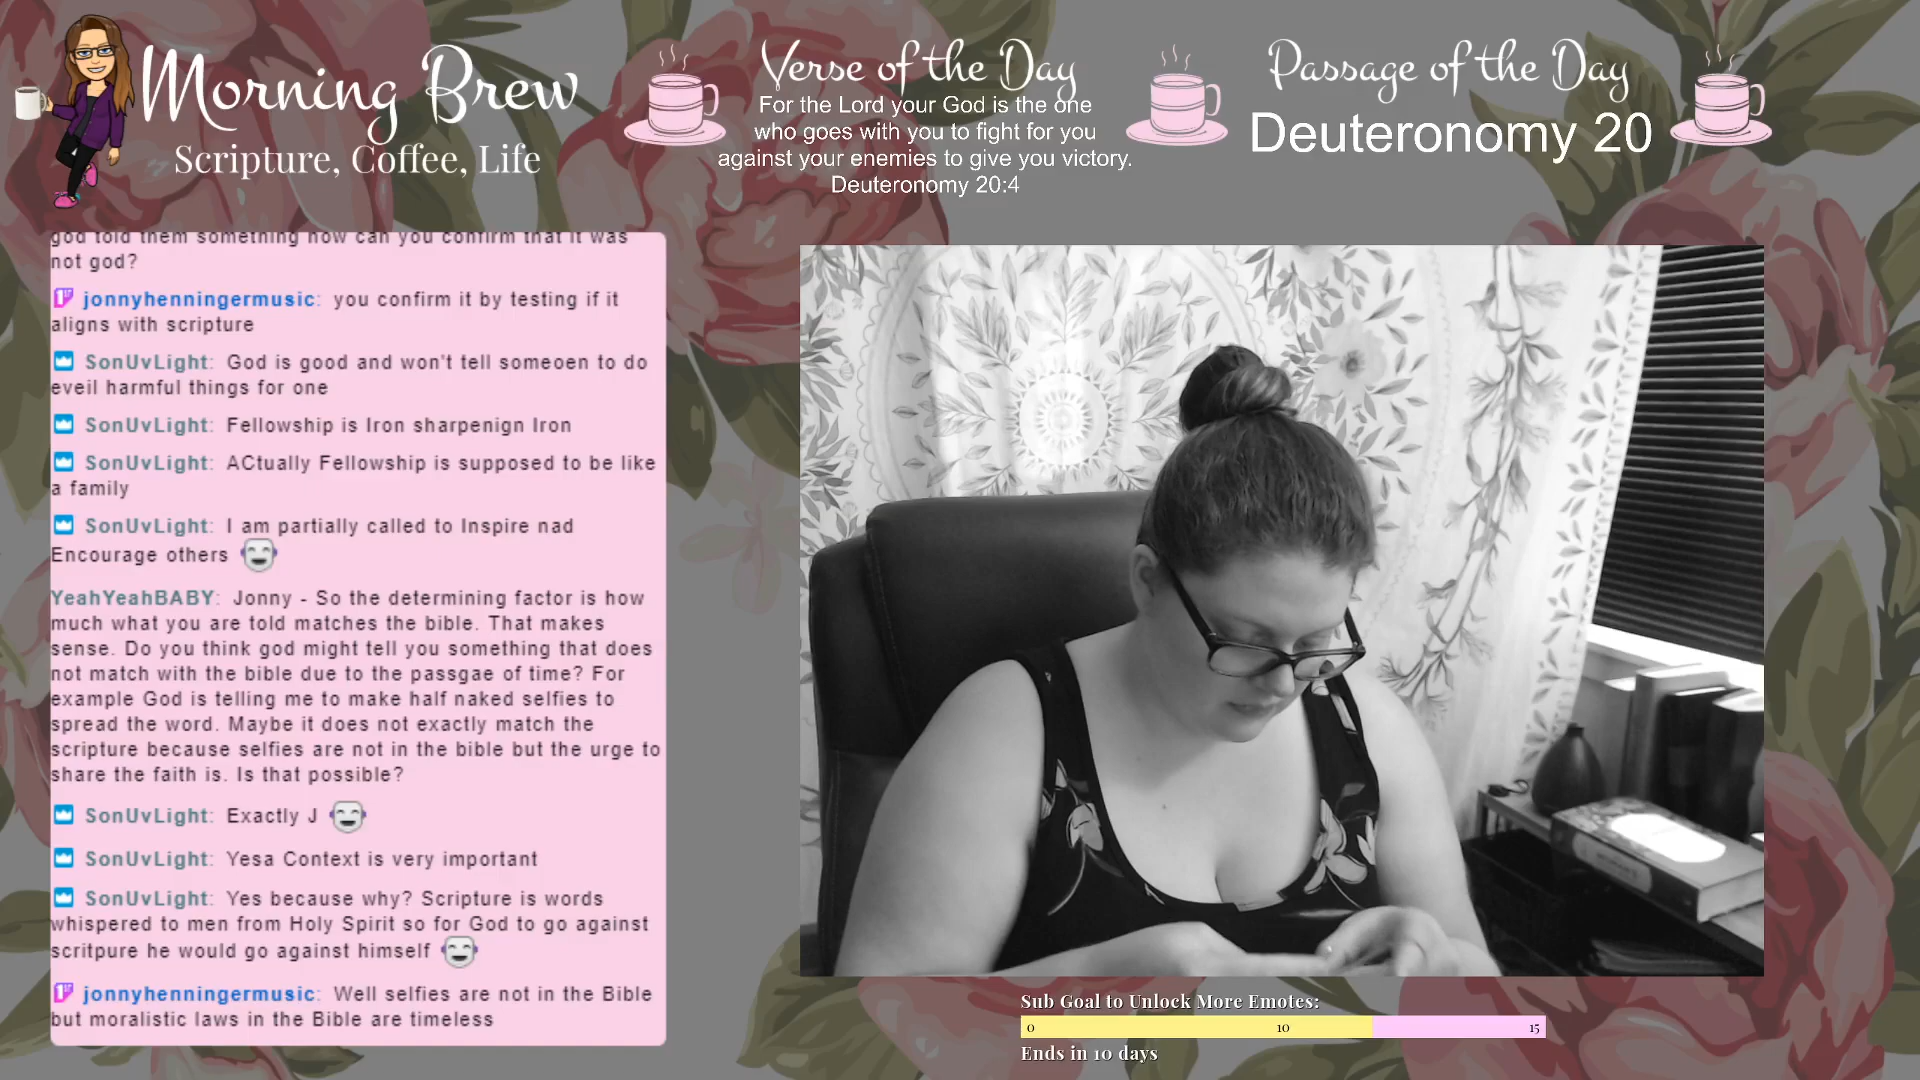 Morning Brew
Scripture, Coffee, Life
Verse of the Day
For the Lord your God is the one
who goes with you to fight for you
against your enemies to give you victory.
Deuteronomy 20:4
Passage of the Day
Deuteronomy 20
god told them something how can you confirm that it was
not god?
jonnyhenningermusic: you confirm it by testing if it
aligns with scripture
SonUvLight: God is good and won't tell someoen to do
eveil harmful things for one
SonUvLight: Fellowship is Iron sharpenign Iron
SonUvLight: ACtually Fellowship is supposed to be like
a family
SonUvLight: I am partially called to Inspire nad
Encourage others
YeahYeahBABY: Jonny - So the determining factor is how
much what you are told matches the bible. That makes
sense. Do you think god might tell you something that does
not match with the bible due to the passgae of time? For
example God is telling me to make half naked selfies to
spread the word. Maybe it does not exactly match the
scripture because selfies are not in the bible but the urge to
share the faith is. Is that possible?
SonUvLight: Exactly J
SonUvLight: Yesa Context is very important
SonUvLight: Yes because why? Scripture is words
whispered to men from Holy Spirit so for God to go against
scritpure he would go against himself
jonnyhenningermusic: Well selfies are not in the Bible
but moralistic laws in the Bible are timeless
Sub Goal to Unlock More Emotes:
0 10 15
Ends in 10 days